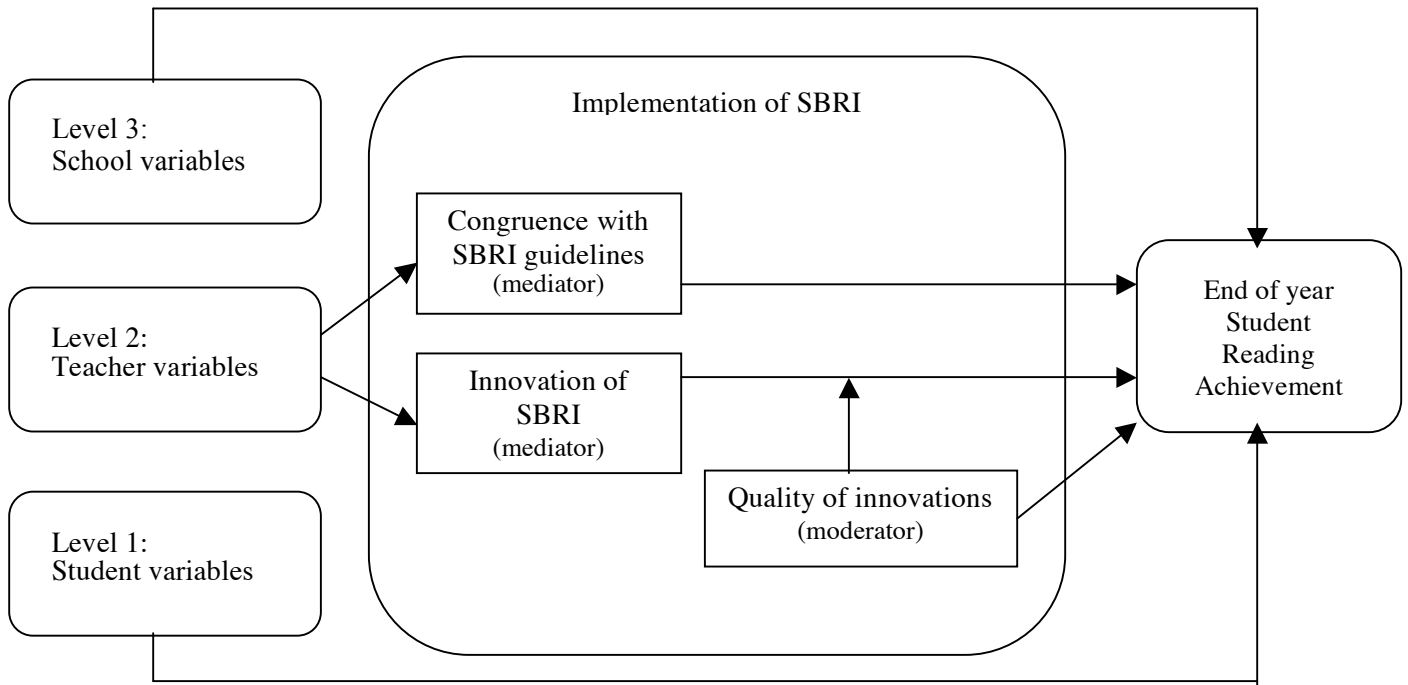 Implementation of SBRI
Level 3:
School variables
Congruence with
SBRI guidelines
(mediator)
Level 2:
Teacher variables
Innovation of
SBRI
(mediator)
Quality of innovations
(moderator)
Level 1:
Student variables
End of year
Student
Reading
Achievement